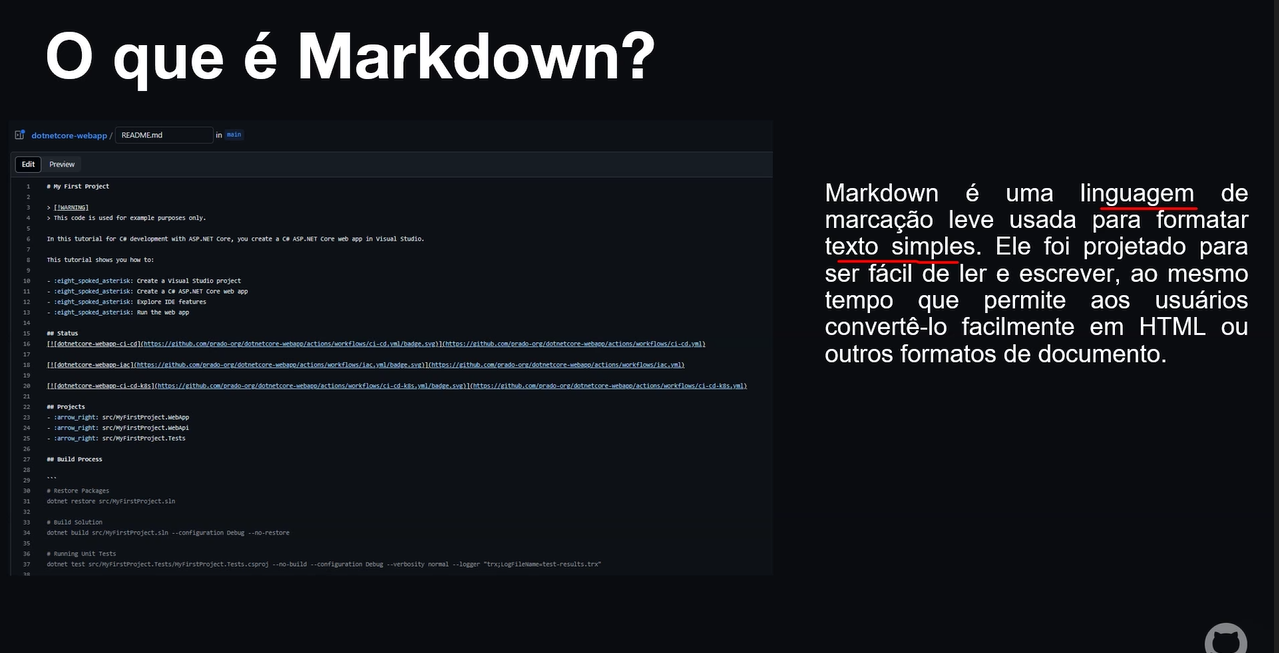 O que é Markdown?
dotnetcore-webapp / README.md in main
Edit Preview
1 # My First Project
2
3 > [!WARNING]
4 > This code is used for example purposes only.
5
6 In this tutorial for C# development with ASP.NET Core, you create a C# ASP.NET Core web app in Visual Studio.
7
8 This tutorial shows you how to:
9
10 - :eight_spoked_asterisk: Create a Visual Studio project
11 - :eight_spoked_asterisk: Create a C# ASP.NET Core web app
12 - :eight_spoked_asterisk: Explore IDE features
13 - :eight_spoked_asterisk: Run the web app
14
15 ## Status
16 [![dotnetcore-webapp-ci-cd](https://github.com/prado-org/dotnetcore-webapp/actions/workflows/ci-cd.yml/badge.svg)](https://github.com/prado-org/dotnetcore-webapp/actions/workflows/ci-cd.yml)
17
18 [![dotnetcore-webapp-iac](https://github.com/prado-org/dotnetcore-webapp/actions/workflows/iac.yml/badge.svg)](https://github.com/prado-org/dotnetcore-webapp/actions/workflows/iac.yml)
19
20 [![dotnetcore-webapp-ci-cd-k8s](https://github.com/prado-org/dotnetcore-webapp/actions/workflows/ci-cd-k8s.yml/badge.svg)](https://github.com/prado-org/dotnetcore-webapp/actions/workflows/ci-cd-k8s.yml)
21
22 ## Projects
23 - :arrow_right: src/MyFirstProject.WebApp
24 - :arrow_right: src/MyFirstProject.WebApi
25 - :arrow_right: src/MyFirstProject.Tests
26
27 ## Build Process
28
29 ```
30 # Restore Packages
31 dotnet restore src/MyFirstProject.sln
32
33 # Build Solution
34 dotnet build src/MyFirstProject.sln --configuration Debug --no-restore
35
36 # Running Unit Tests
37 dotnet test src/MyFirstProject.Tests/MyFirstProject.Tests.csproj --no-build --configuration Debug --verbosity normal --logger "trx;LogFileName=test-results.trx"
38
Markdown é uma linguagem de
marcação leve usada para formatar
texto simples. Ele foi projetado para
ser fácil de ler e escrever, ao mesmo
tempo que permite aos usuários
convertê-lo facilmente em HTML ou
outros formatos de documento.